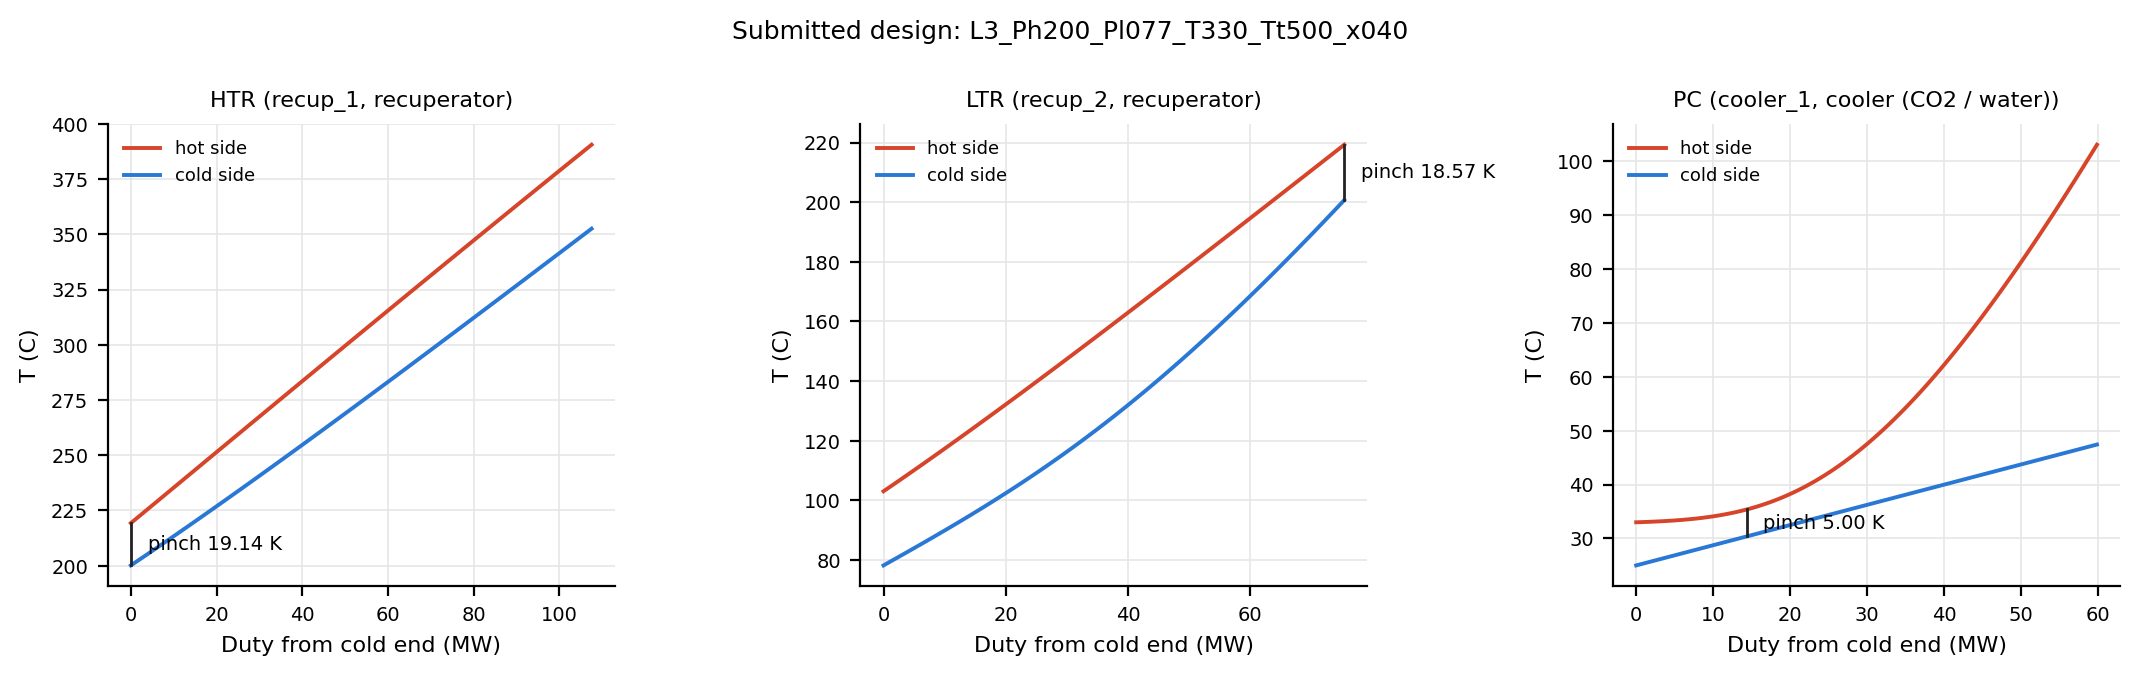 Submitted design: L3_Ph200_Pl077_T330_Tt500_x040
HTR (recup_1, recuperator)
hot side
cold side
400
375
350
325
300
275
250
225
200
T (C)
pinch 19.14 K
0
20
40
60
80
100
Duty from cold end (MW)
LTR (recup_2, recuperator)
hot side
cold side
220
200
180
160
140
120
100
80
T (C)
pinch 18.57 K
0
20
40
60
Duty from cold end (MW)
PC (cooler_1, cooler (CO2 / water))
hot side
cold side
100
90
80
70
60
50
40
30
T (C)
pinch 5.00 K
0
10
20
30
40
50
60
Duty from cold end (MW)